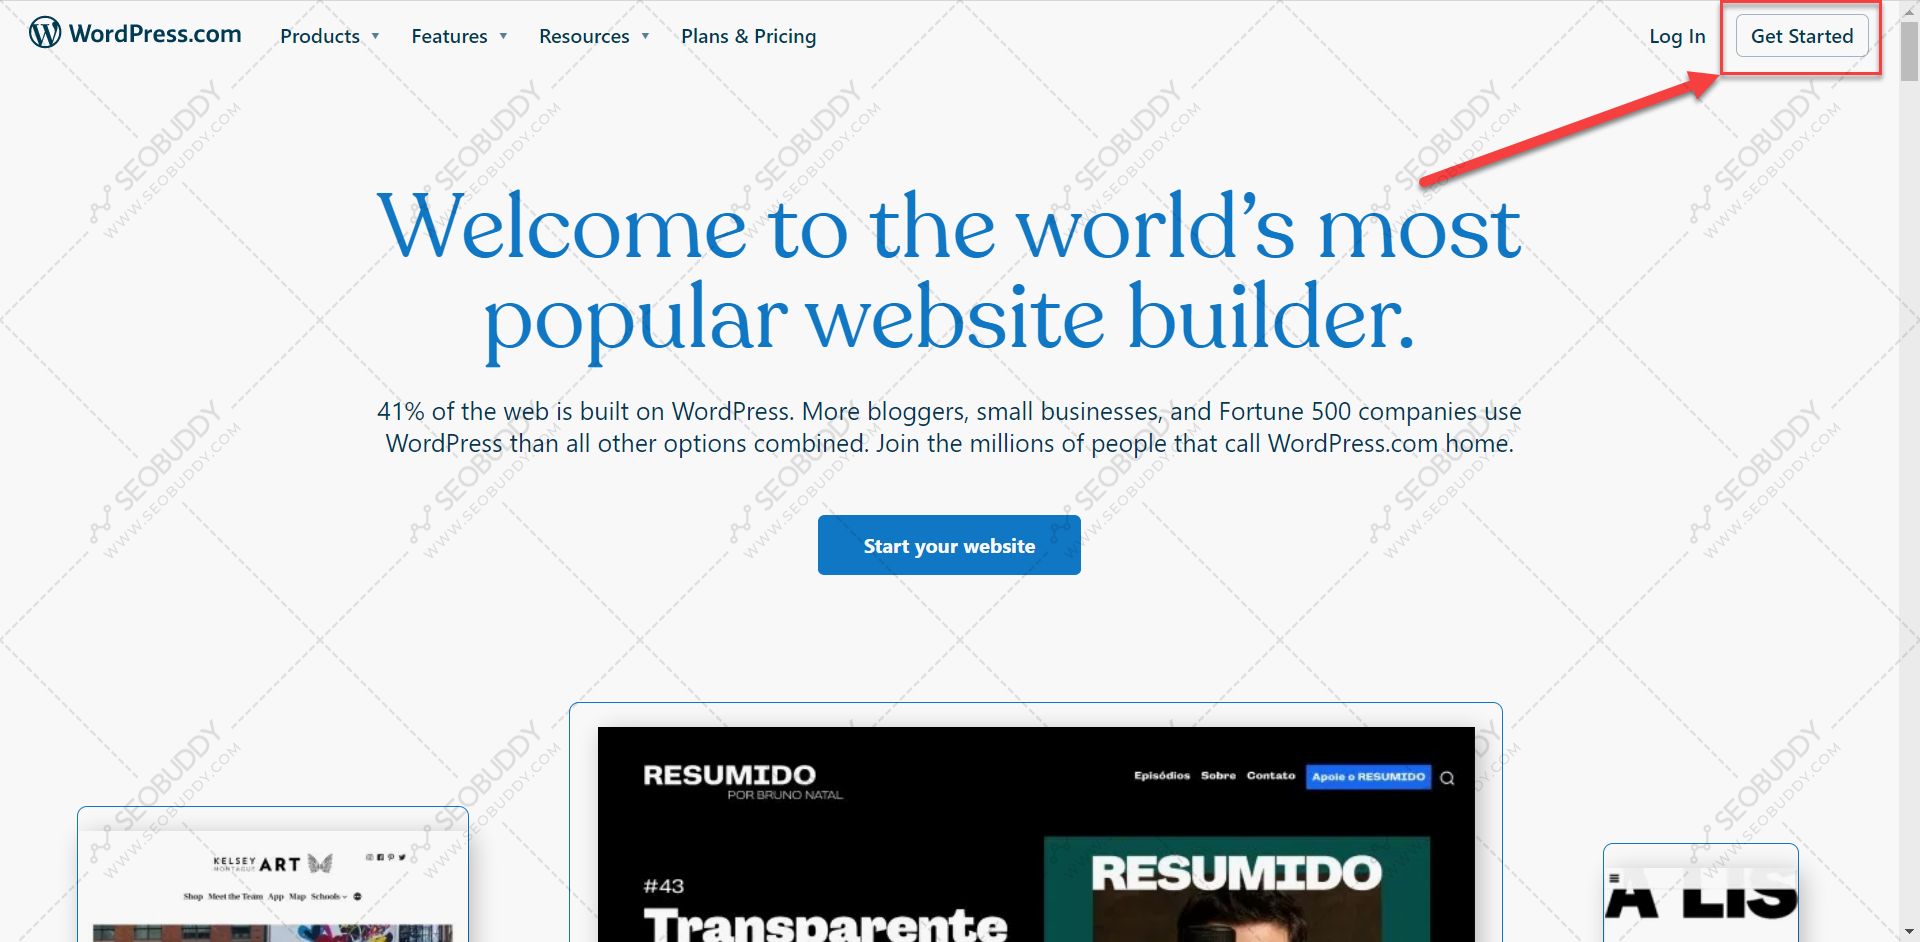 WordPress.com Products Features Resources Plans & Pricing Log In Get Started
Welcome to the world's most
popular website builder.
41% of the web is built on WordPress. More bloggers, small businesses, and Fortune 500 companies use
WordPress than all other options combined. Join the millions of people that call WordPress.com home.
Start your website
RESUMIDO
POR BRUNO NATAL
Episódios Sobre Contato Apoie o RESUMIDO
#43
Transparente
RESUMIDO
KELSEY
MONTAGUE
ART
Shop Meet the Team App Map Schools
A LIS
SEOBUDDY
WWW.SEOBUDDY.COM